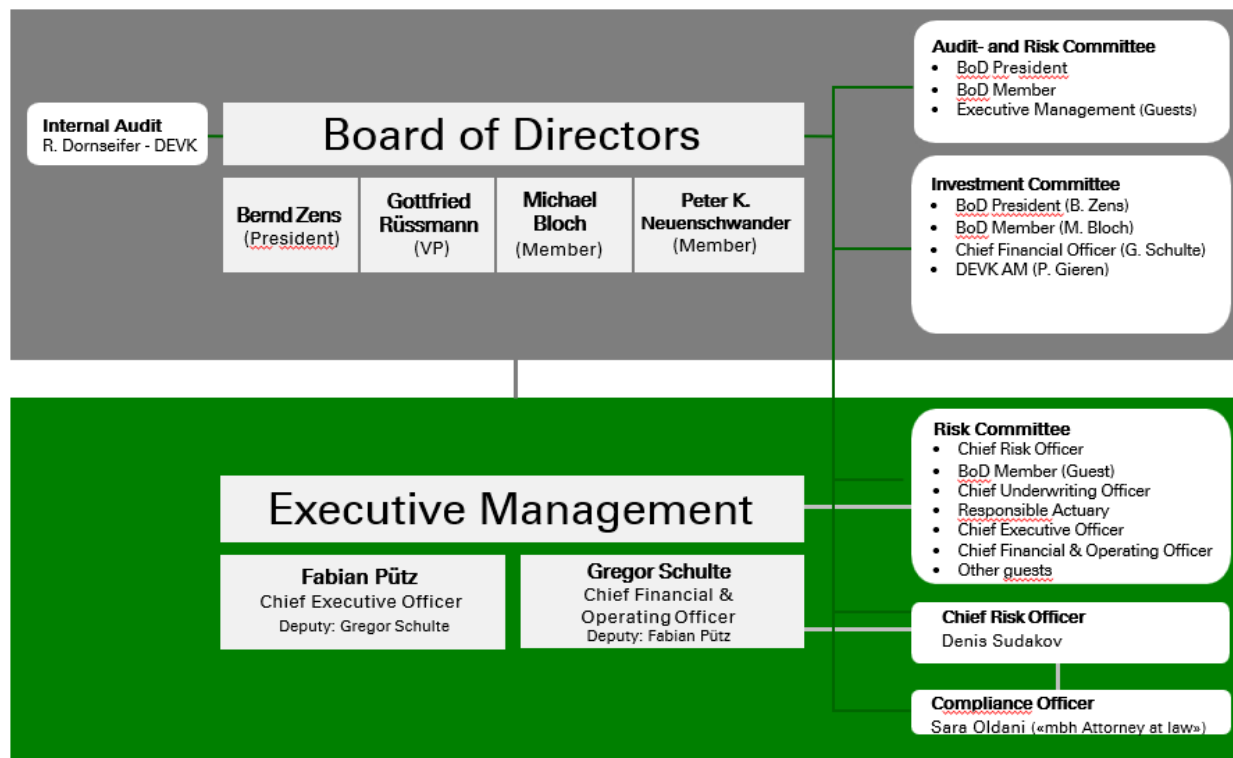 Audit- and Risk Committee
• BoD President
• BoD Member
• Executive Management (Guests)
Internal Audit
R. Dornseifer - DEVK
Board of Directors
Bernd Zens
(President)
Gottfried
Rüssmann
(VP)
Michael
Bloch
(Member)
Peter K.
Neuenschwander
(Member)
Investment Committee
• BoD President (B. Zens)
• BoD Member (M. Bloch)
• Chief Financial Officer (G. Schulte)
• DEVK AM (P. Gieren)
Executive Management
Fabian Pütz
Chief Executive Officer
Deputy: Gregor Schulte
Gregor Schulte
Chief Financial &
Operating Officer
Deputy: Fabian Pütz
Risk Committee
• Chief Risk Officer
• BoD Member (Guest)
• Chief Underwriting Officer
• Responsible Actuary
• Chief Executive Officer
• Chief Financial & Operating Officer
• Other guests
Chief Risk Officer
Denis Sudakov
Compliance Officer
Sara Oldani («mbh Attorney at law»)